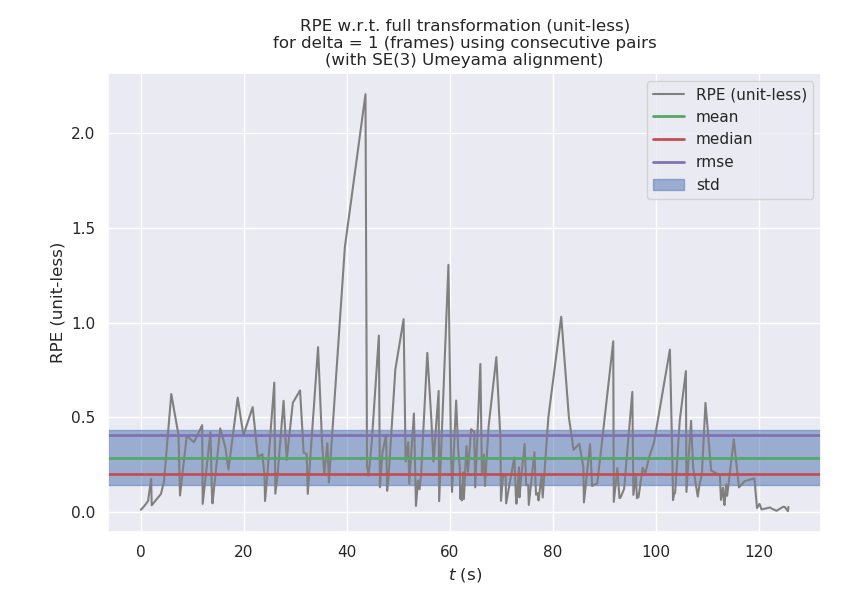 RPE w.r.t. full transformation (unit-less)
for delta = 1 (frames) using consecutive pairs
(with SE(3) Umeyama alignment)
RPE (unit-less)
mean
median
rmse
std
2.0
1.5
1.0
0.5
0.0
RPE (unit-less)
0 20 40 60 80 100 120
t (s)